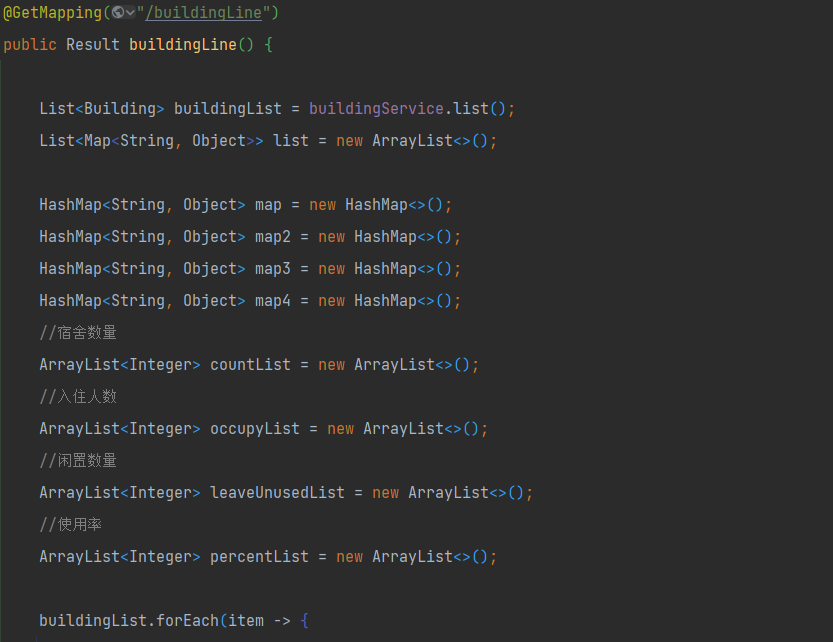 @GetMapping("/buildingLine")
public Result buildingLine() {
List<Building> buildingList = buildingService.list();
List<Map<String, Object>> list = new ArrayList<>();
HashMap<String, Object> map = new HashMap<>();
HashMap<String, Object> map2 = new HashMap<>();
HashMap<String, Object> map3 = new HashMap<>();
HashMap<String, Object> map4 = new HashMap<>();
//宿舍数量
ArrayList<Integer> countList = new ArrayList<>();
//入住人数
ArrayList<Integer> occupyList = new ArrayList<>();
//闲置数量
ArrayList<Integer> leaveUnusedList = new ArrayList<>();
//使用率
ArrayList<Integer> percentList = new ArrayList<>();
buildingList.forEach(item -> {